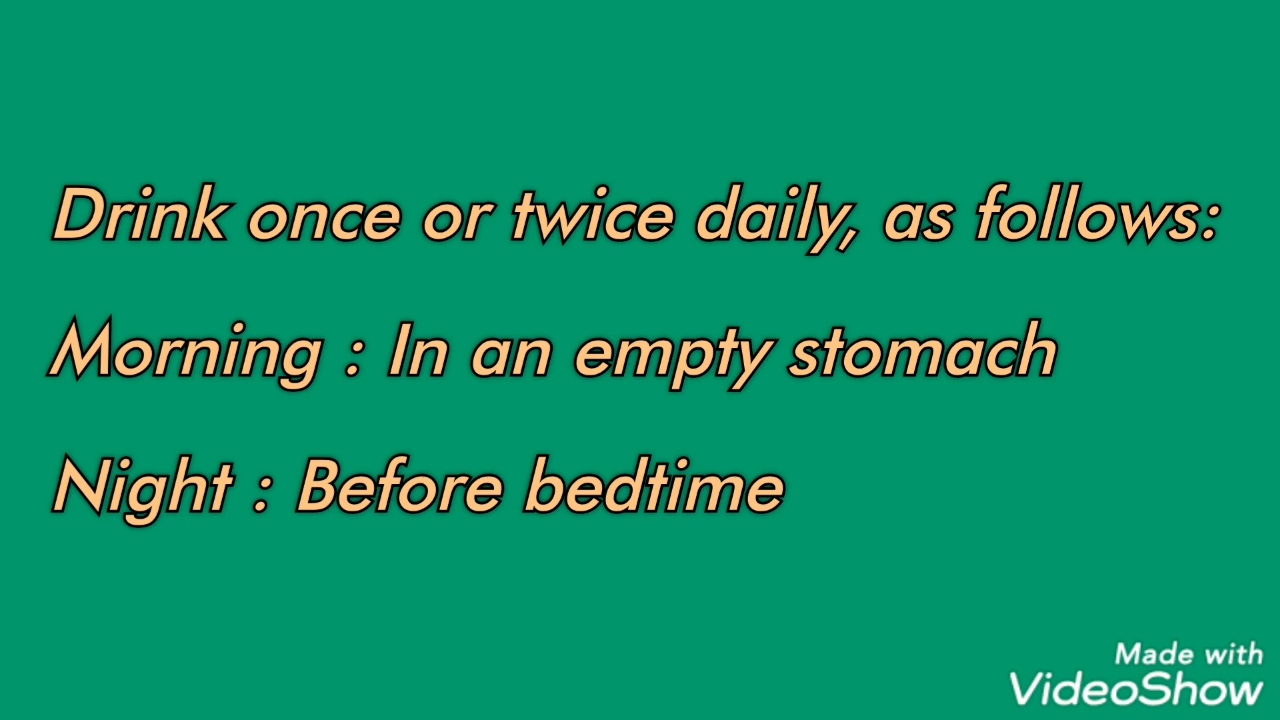 Drink once or twice daily, as follows:
Morning : In an empty stomach
Night : Before bedtime
Made with
VideoShow